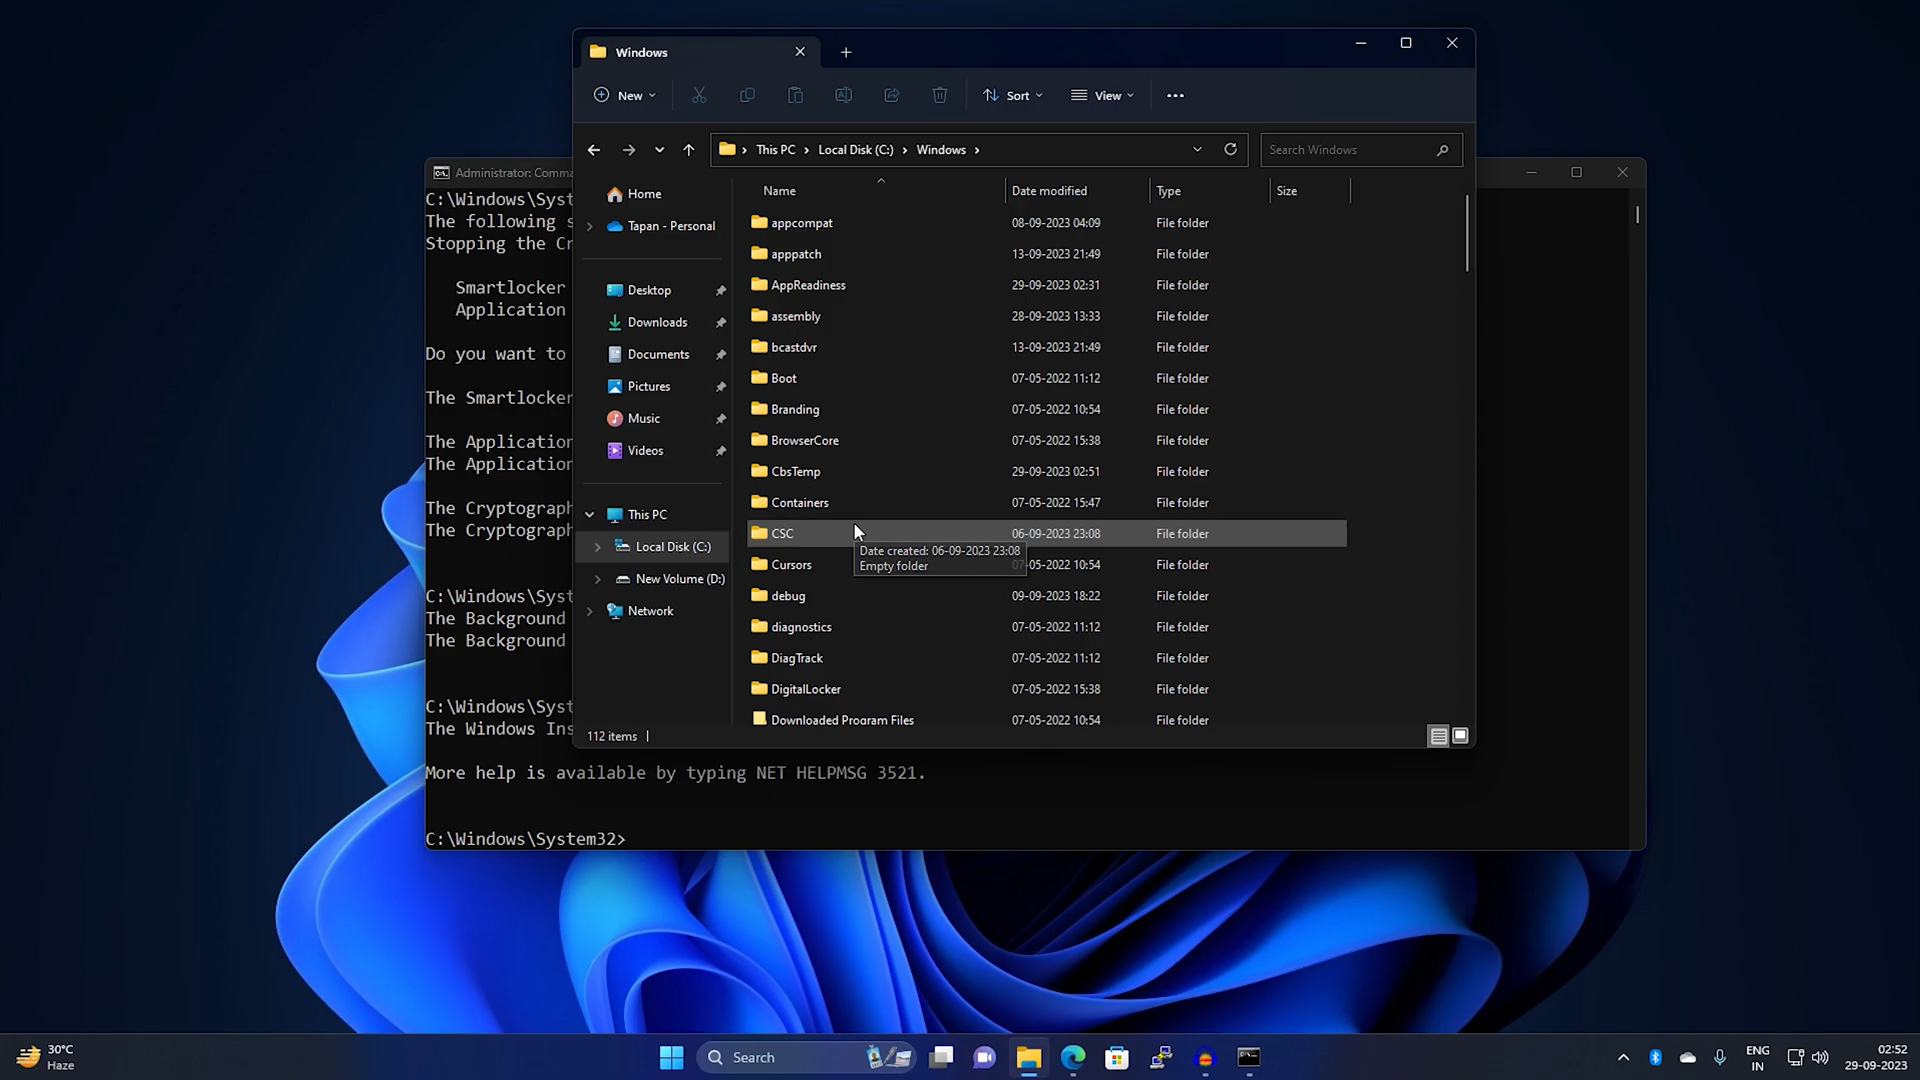 Windows
New
Sort
View
This PC > Local Disk (C:) > Windows >
Search Windows
Name
Date modified
Type
Size
Home
Tapan - Personal
Desktop
Downloads
Documents
Pictures
Music
Videos
This PC
Local Disk (C:)
New Volume (D:)
Network
appcompat 08-09-2023 04:09 File folder
apppatch 13-09-2023 21:49 File folder
AppReadiness 29-09-2023 02:31 File folder
assembly 28-09-2023 13:33 File folder
bcastdvr 13-09-2023 21:49 File folder
Boot 07-05-2022 11:12 File folder
Branding 07-05-2022 10:54 File folder
BrowserCore 07-05-2022 15:38 File folder
CbsTemp 29-09-2023 02:51 File folder
Containers 07-05-2022 15:47 File folder
CSC 06-09-2023 23:08 File folder
Date created: 06-09-2023 23:08
Empty folder
Cursors -05-2022 10:54 File folder
debug 09-09-2023 18:22 File folder
diagnostics 07-05-2022 11:12 File folder
DiagTrack 07-05-2022 11:12 File folder
DigitalLocker 07-05-2022 15:38 File folder
Downloaded Program Files 07-05-2022 10:54 File folder
112 items
Administrator: Comma
C:\Windows\Syst
The following s
Stopping the Cr
Smartlocker
Application
Do you want to
The Smartlocker
The Application
The Application
The Cryptograph
The Cryptograph
C:\Windows\Syst
The Background
The Background
C:\Windows\Syst
The Windows Ins
More help is available by typing NET HELPMSG 3521.
C:\Windows\System32>
30°C
Haze
Search
ENG
IN
02:52
29-09-2023